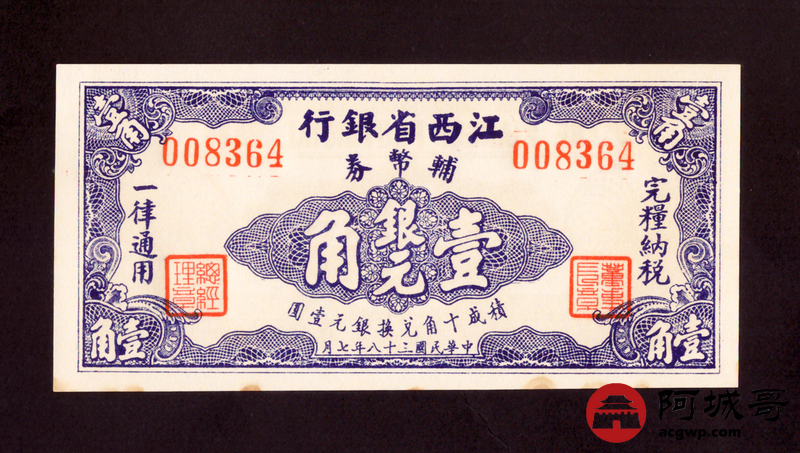 江西省銀行
輔幣券
008364
008364
壹角
壹角
完糧納税
一律通用
壹銀元角
董事長章
總經理章
積成十角兌換銀元壹圓
中華民國三十八年七月
壹角
壹角
阿城哥
acgwp.com